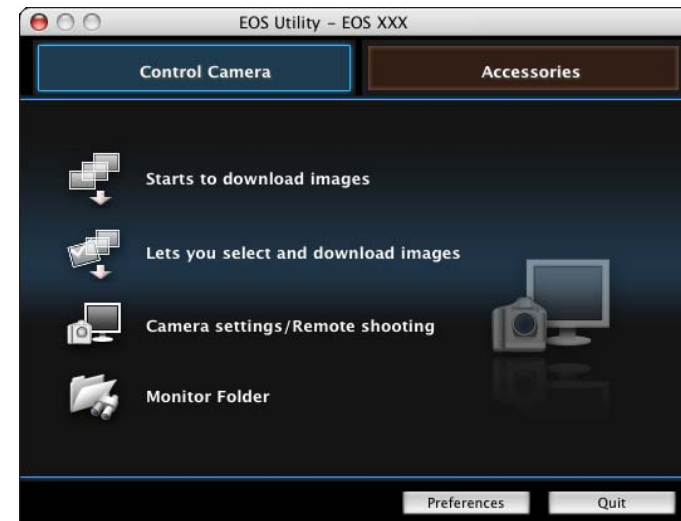 EOS Utility – EOS XXX
Control Camera
Accessories
Starts to download images
Lets you select and download images
Camera settings/Remote shooting
Monitor Folder
Preferences
Quit